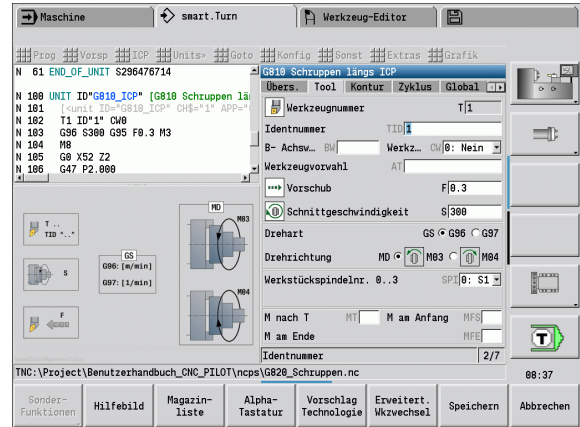 Maschine
smart.Turn
Werkzeug-Editor
Prog Vorsp ICP Units» Goto Konfig Sonst Extras Grafik
N 61 END_OF_UNIT S296476714
N 100 UNIT ID"G810_ICP" [G810 Schruppen län
N 101 [<unit ID="G810_ICP" CH$="1" APP="
N 102 T1 ID"1" CW0
N 103 G96 S300 G95 F0.3 M3
N 104 M8
N 105 G0 X52 Z2
N 106 G47 P2.000
G810 Schruppen längs ICP
Übers. Tool Kontur Zyklus Global
Werkzeugnummer T 1
Identnummer TID 1
B- Achsw… BW Werkz… CW 0: Nein
Werkzeugvorwahl AT
Vorschub F 0.3
Schnittgeschwindigkeit S 300
Drehart GS G96 G97
Drehrichtung MD M03 M04
Werkstückspindelnr. 0..3 SPI 0: S1
M nach T MT M am Anfang MFS
M am Ende MFE
Identnummer 2/7
T ..
TID ".."
S
F
GS
G96: [m/min]
G97: [1/min]
MD
M03
M04
TNC:\Project\Benutzerhandbuch_CNC_PILOT\ncps\G820_Schruppen.nc
T
08:37
Sonder-
Funktionen
Hilfebild
Magazin-
liste
Alpha-
Tastatur
Vorschlag
Technologie
Erweitert.
Wkzwechsel
Speichern
Abbrechen